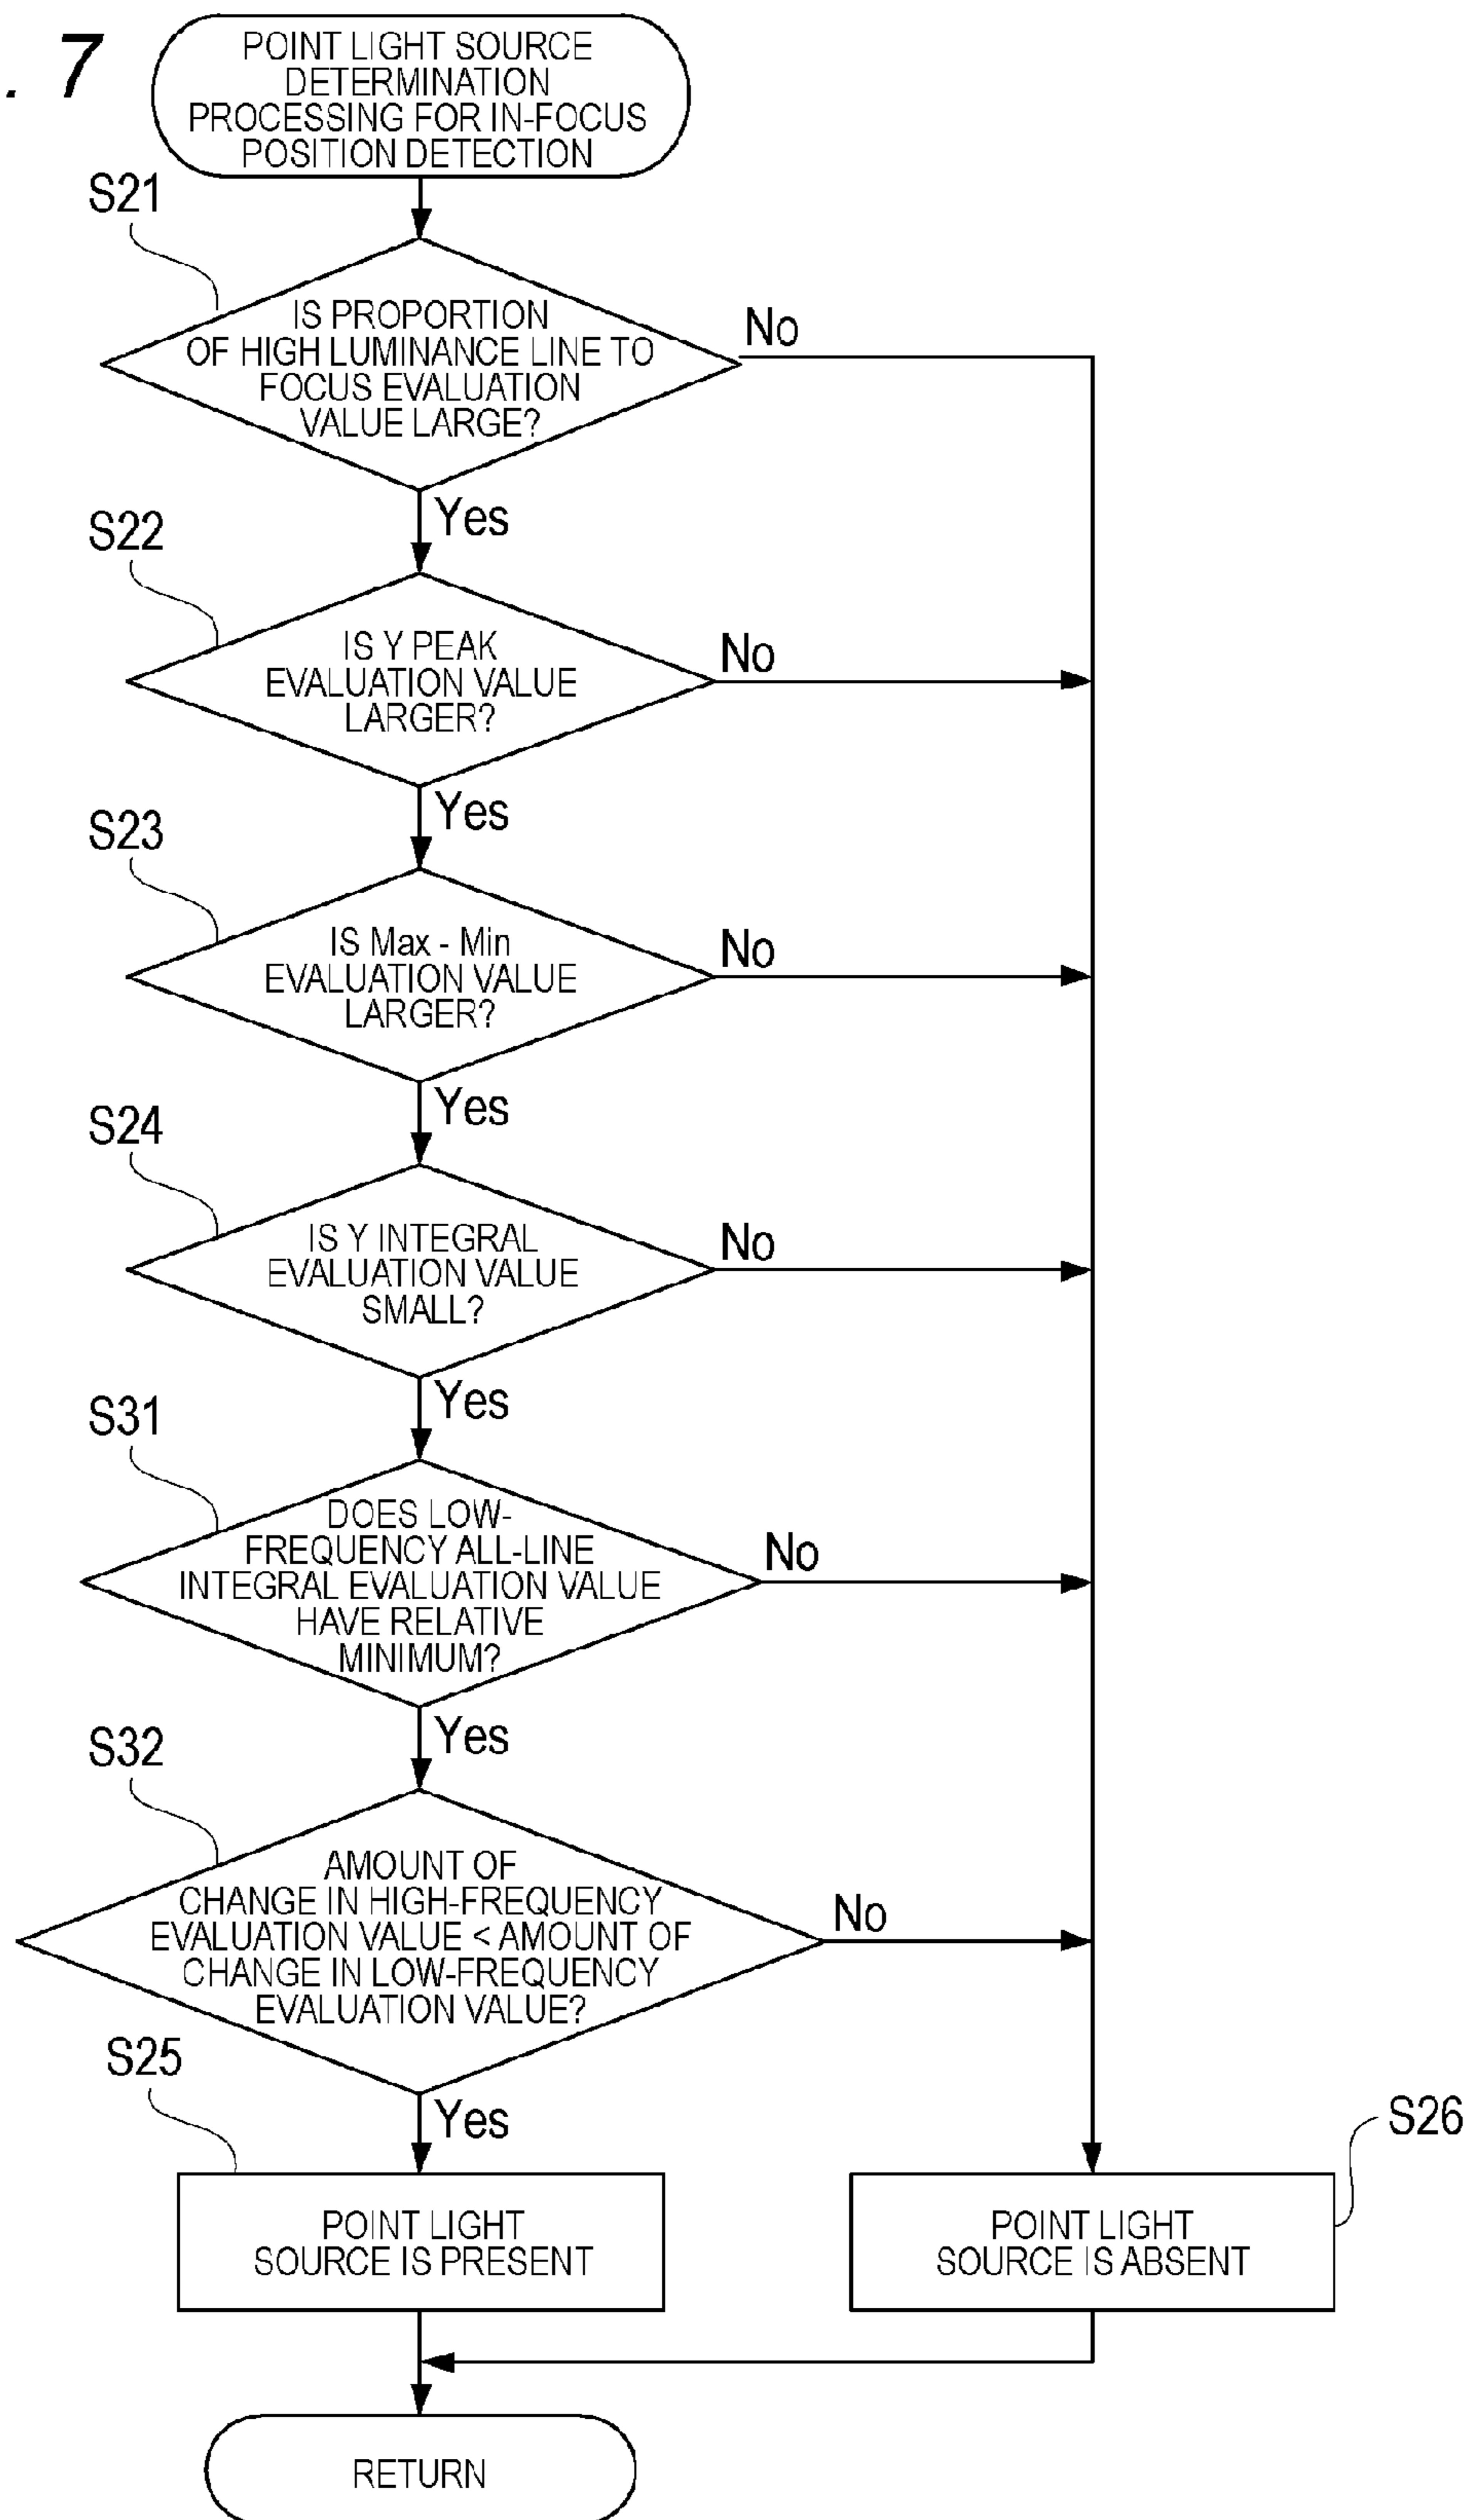 . 7
POINT LIGHT SOURCE
DETERMINATION
PROCESSING FOR IN-FOCUS
POSITION DETECTION
S21
IS PROPORTION
OF HIGH LUMINANCE LINE TO
FOCUS EVALUATION
VALUE LARGE?
No
Yes
S22
IS Y PEAK
EVALUATION VALUE
LARGER?
No
Yes
S23
IS Max - Min
EVALUATION VALUE
LARGER?
No
Yes
S24
IS Y INTEGRAL
EVALUATION VALUE
SMALL?
No
Yes
S31
DOES LOW-
FREQUENCY ALL-LINE
INTEGRAL EVALUATION VALUE
HAVE RELATIVE
MINIMUM?
No
Yes
S32
AMOUNT OF
CHANGE IN HIGH-FREQUENCY
EVALUATION VALUE < AMOUNT OF
CHANGE IN LOW-FREQUENCY
EVALUATION VALUE?
No
Yes
S25
POINT LIGHT
SOURCE IS PRESENT
S26
POINT LIGHT
SOURCE IS ABSENT
RETURN